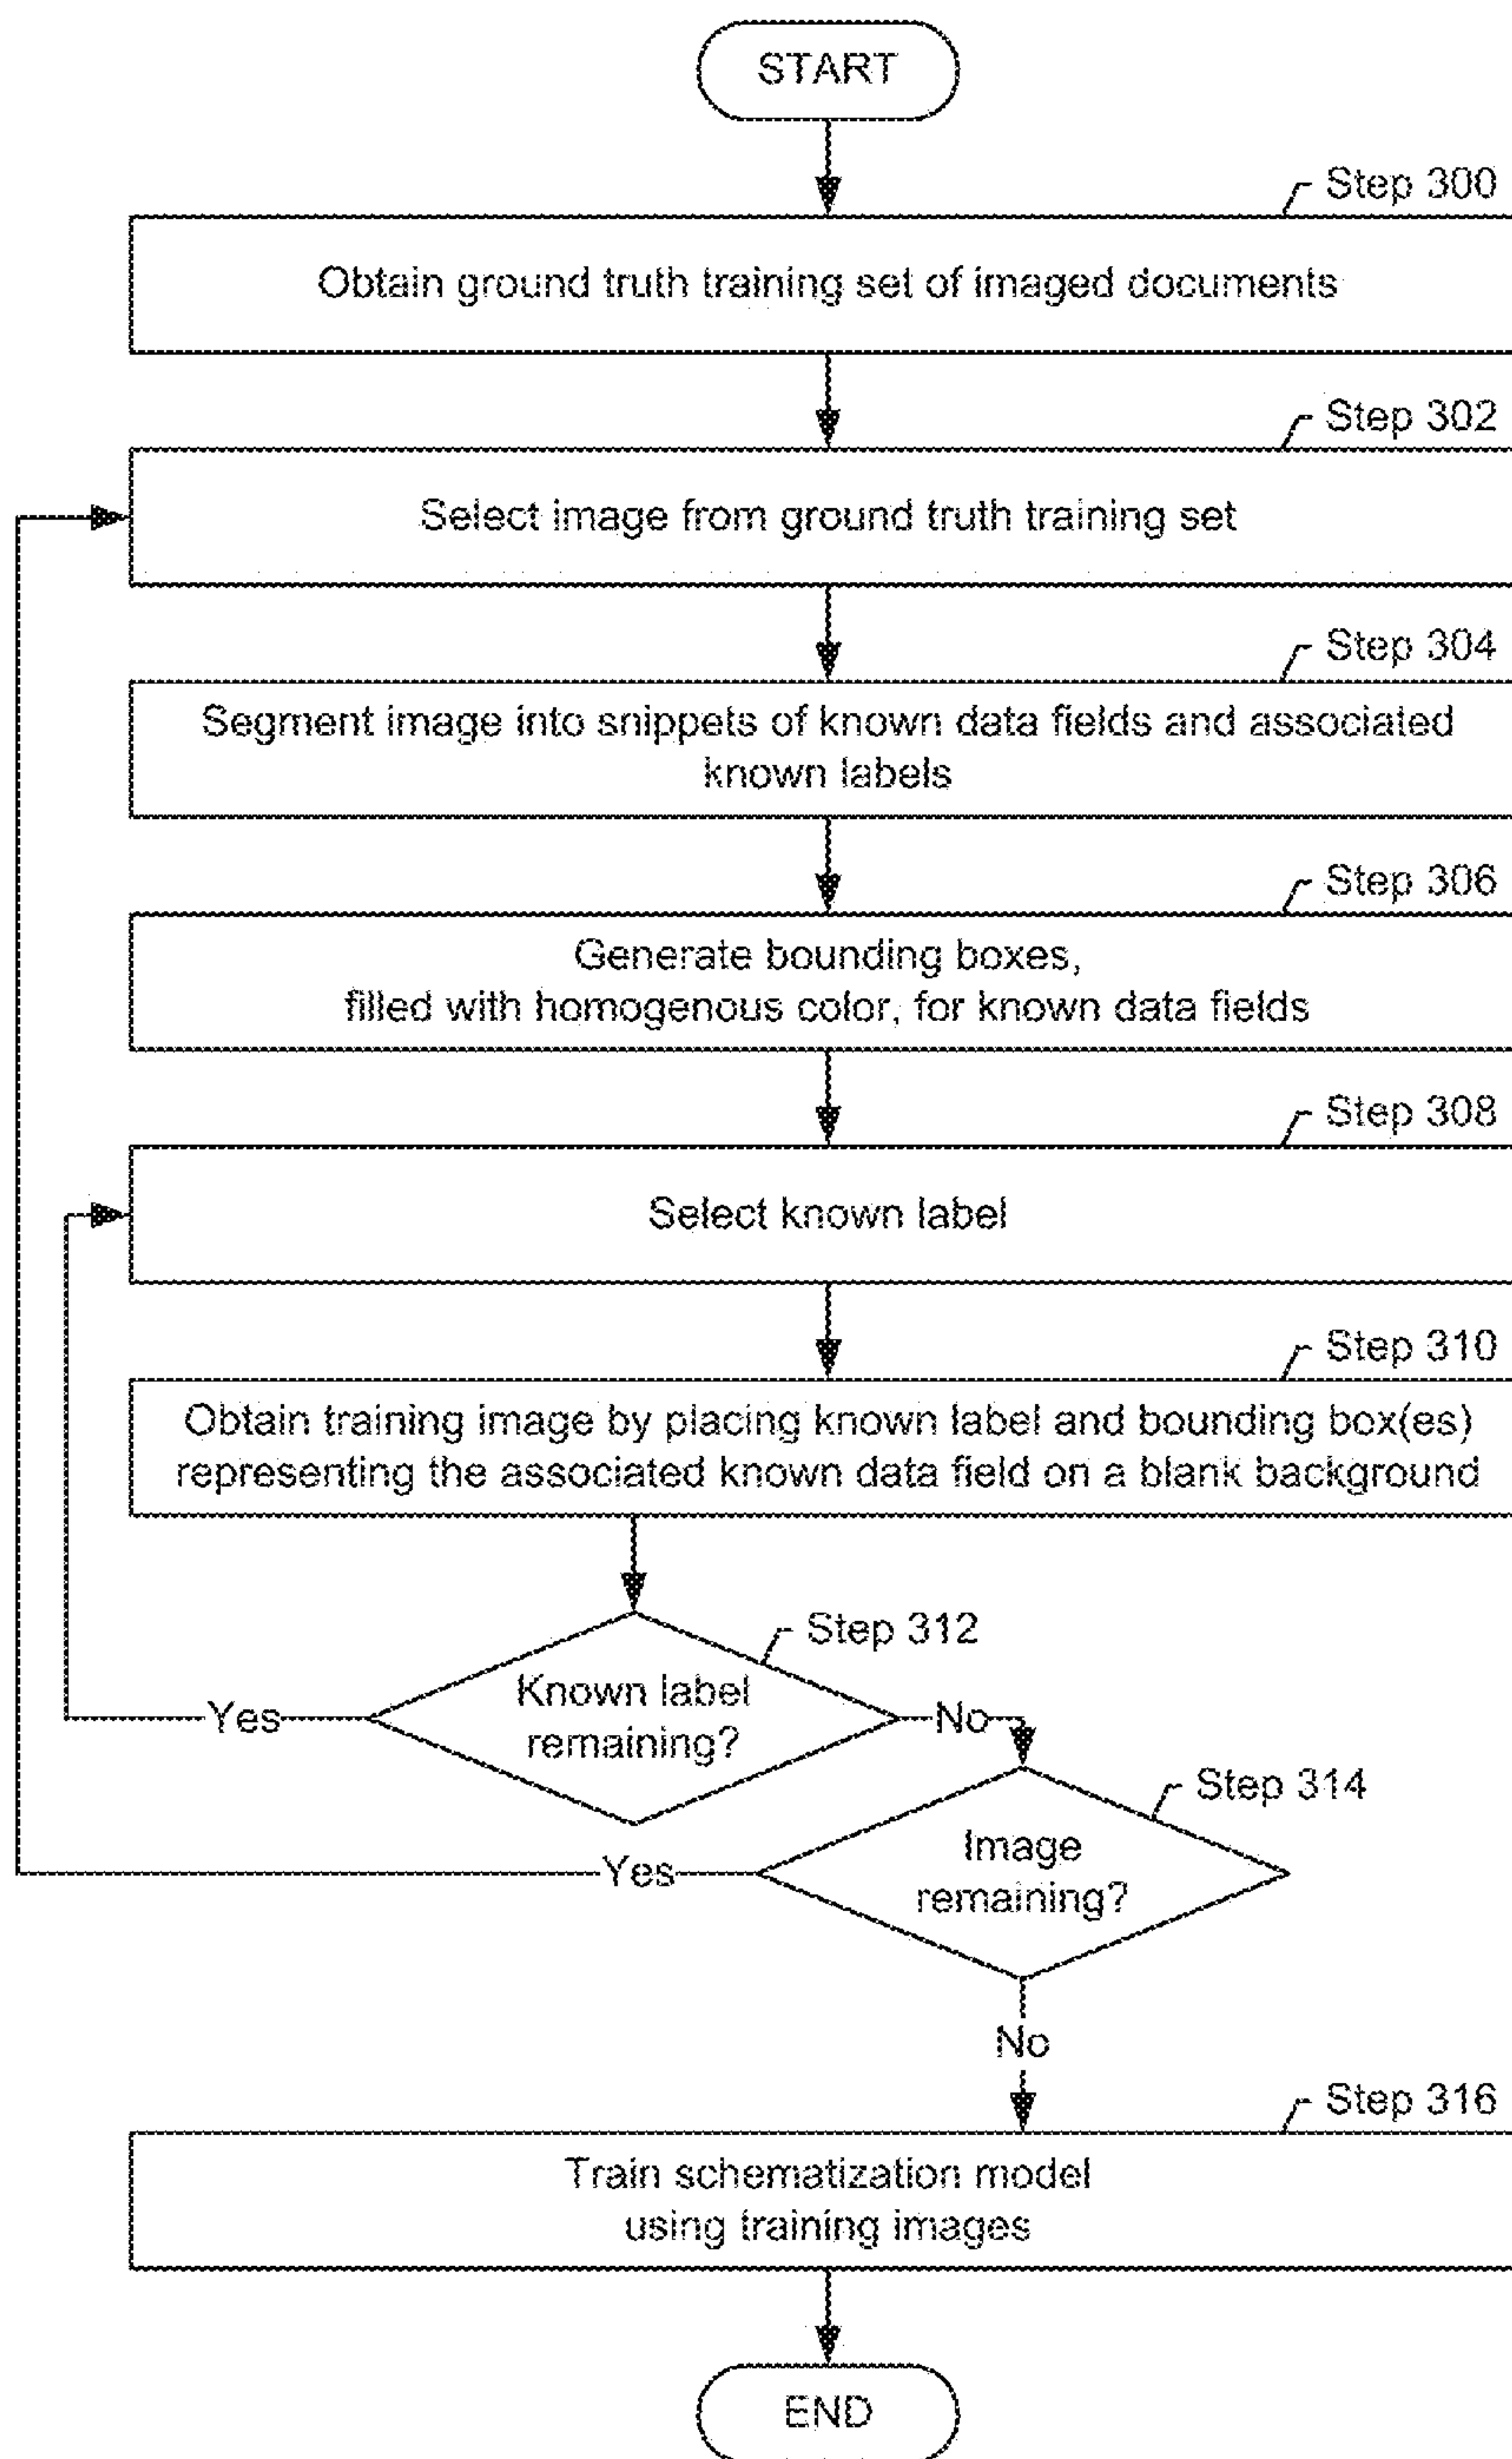 START
Step 300
Obtain ground truth training set of imaged documents
Step 302
Select image from ground truth training set
Step 304
Segment image into snippets of known data fields and associated
known labels
Step 306
Generate bounding boxes,
filled with homogenous color, for known data fields
Step 308
Select known label
Step 310
Obtain training image by placing known label and bounding box(es)
representing the associated known data field on a blank background
Step 312
Known label
remaining?
Yes
No
Step 314
Image
remaining?
Yes
No
Step 316
Train schematization model
using training images
END